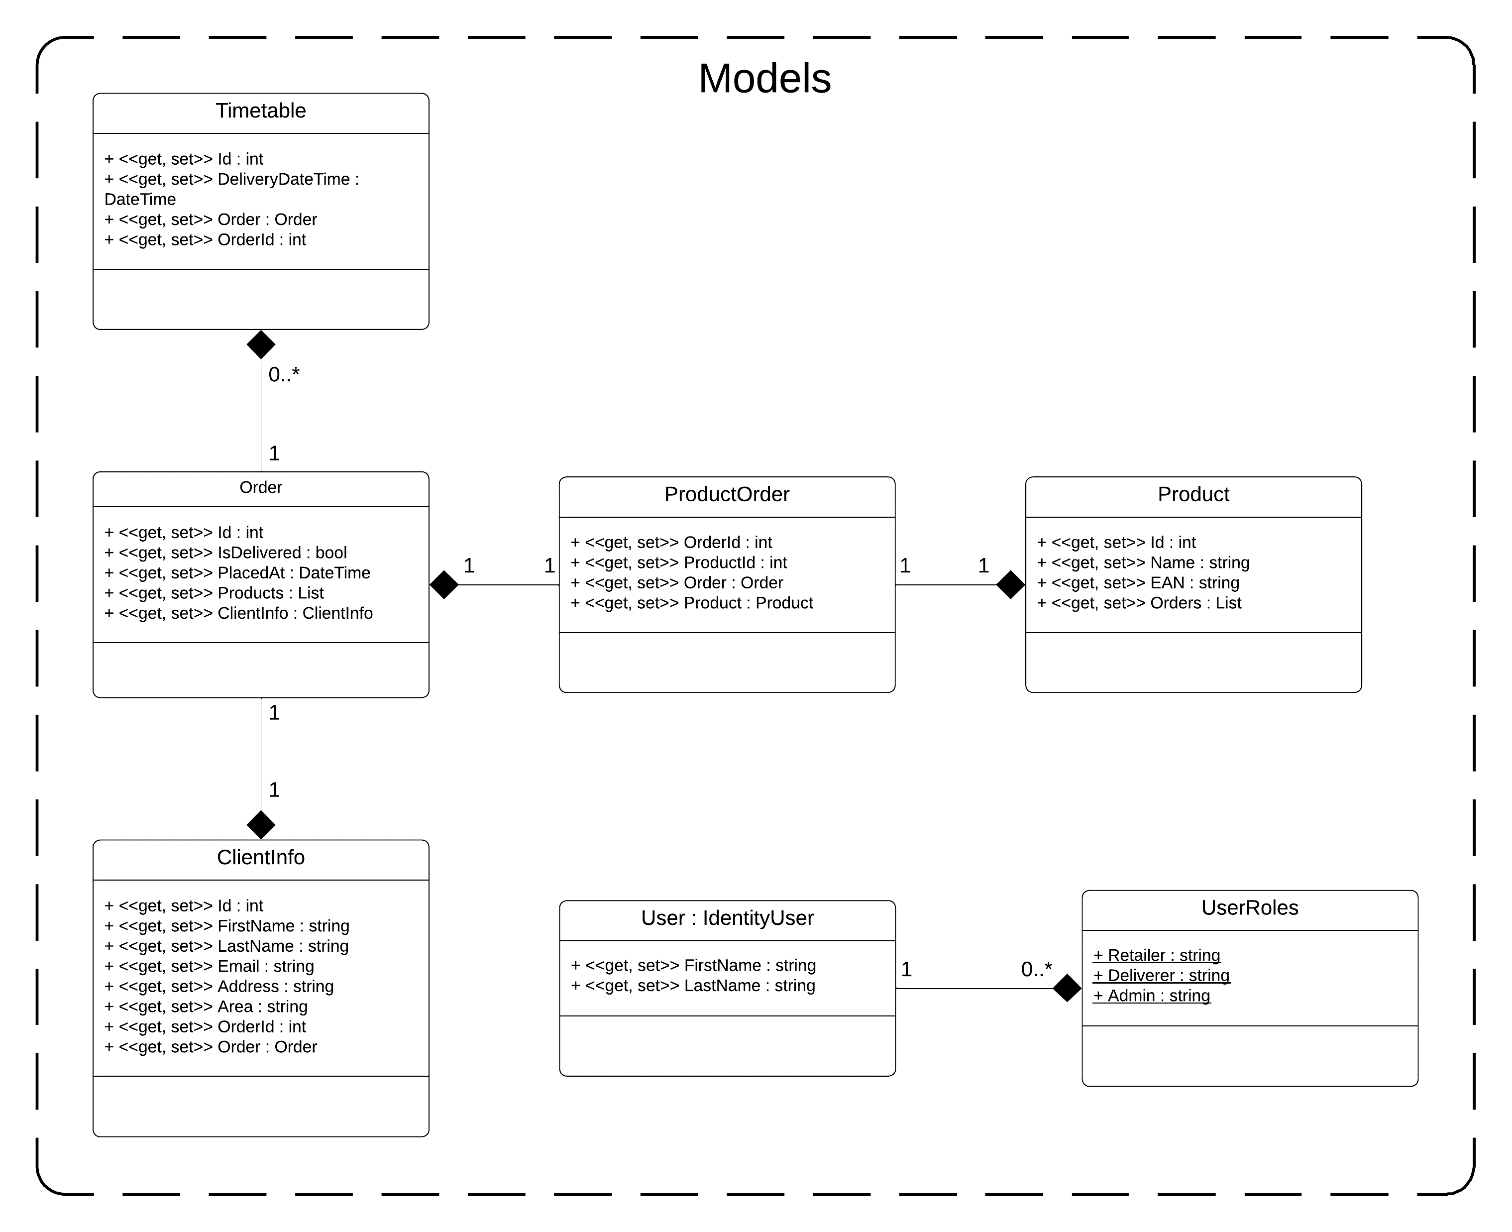 Models
Timetable
+ <<get, set>> Id : int
+ <<get, set>> DeliveryDateTime :
DateTime
+ <<get, set>> Order : Order
+ <<get, set>> OrderId : int
0..*
1
Order
+ <<get, set>> Id : int
+ <<get, set>> IsDelivered : bool
+ <<get, set>> PlacedAt : DateTime
+ <<get, set>> Products : List
+ <<get, set>> ClientInfo : ClientInfo
1
1
ProductOrder
+ <<get, set>> OrderId : int
+ <<get, set>> ProductId : int
+ <<get, set>> Order : Order
+ <<get, set>> Product : Product
1
1
Product
+ <<get, set>> Id : int
+ <<get, set>> Name : string
+ <<get, set>> EAN : string
+ <<get, set>> Orders : List
1
1
ClientInfo
+ <<get, set>> Id : int
+ <<get, set>> FirstName : string
+ <<get, set>> LastName : string
+ <<get, set>> Email : string
+ <<get, set>> Address : string
+ <<get, set>> Area : string
+ <<get, set>> OrderId : int
+ <<get, set>> Order : Order
User : IdentityUser
+ <<get, set>> FirstName : string
+ <<get, set>> LastName : string
1
0..*
UserRoles
+ Retailer : string
+ Deliverer : string
+ Admin : string